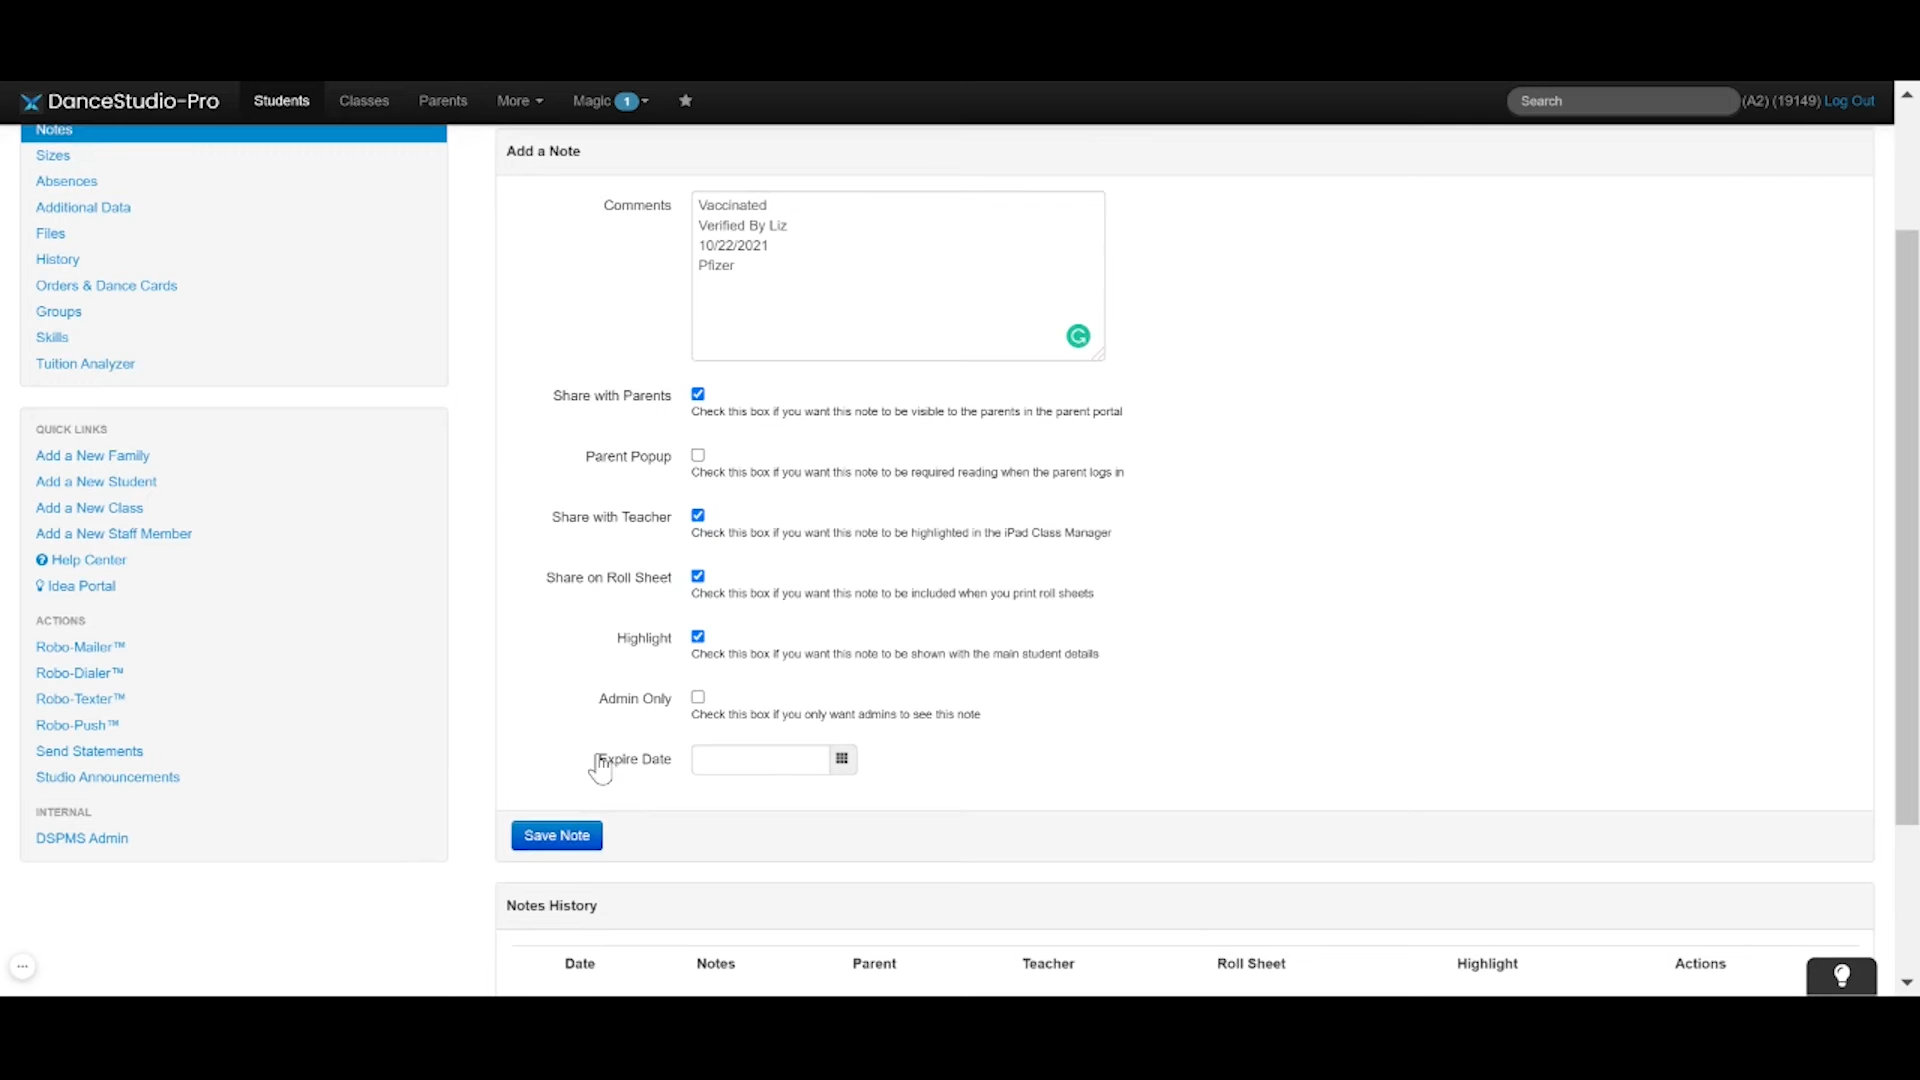 DanceStudio-Pro Students Classes Parents More Magic 1 Search (A2) (19149) Log Out
Notes
Sizes
Absences
Additional Data
Files
History
Orders & Dance Cards
Groups
Skills
Tuition Analyzer
QUICK LINKS
Add a New Family
Add a New Student
Add a New Class
Add a New Staff Member
Help Center
Idea Portal
ACTIONS
Robo-Mailer™
Robo-Dialer™
Robo-Texter™
Robo-Push™
Send Statements
Studio Announcements
INTERNAL
DSPMS Admin
Add a Note
Comments
Vaccinated
Verified By Liz
10/22/2021
Pfizer
Share with Parents
Check this box if you want this note to be visible to the parents in the parent portal
Parent Popup
Check this box if you want this note to be required reading when the parent logs in
Share with Teacher
Check this box if you want this note to be highlighted in the iPad Class Manager
Share on Roll Sheet
Check this box if you want this note to be included when you print roll sheets
Highlight
Check this box if you want this note to be shown with the main student details
Admin Only
Check this box if you only want admins to see this note
Expire Date
Save Note
Notes History
Date Notes Parent Teacher Roll Sheet Highlight Actions